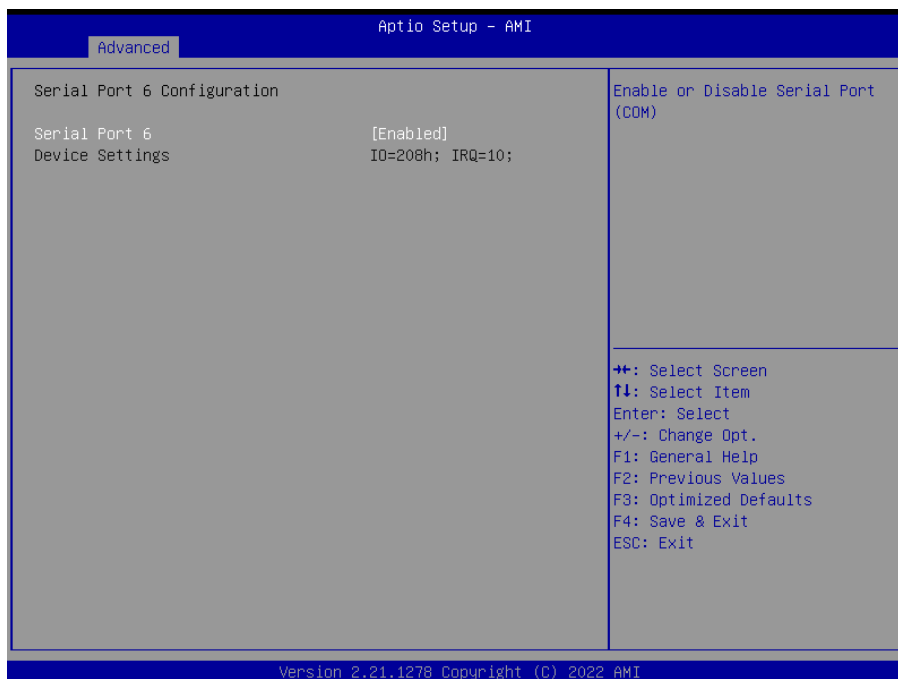 Aptio Setup – AMI
Advanced
Serial Port 6 Configuration
Serial Port 6 [Enabled]
Device Settings IO=208h; IRQ=10;
Enable or Disable Serial Port
(COM)
→←: Select Screen
↑↓: Select Item
Enter: Select
+/-: Change Opt.
F1: General Help
F2: Previous Values
F3: Optimized Defaults
F4: Save & Exit
ESC: Exit
Version 2.21.1278 Copyright (C) 2022 AMI